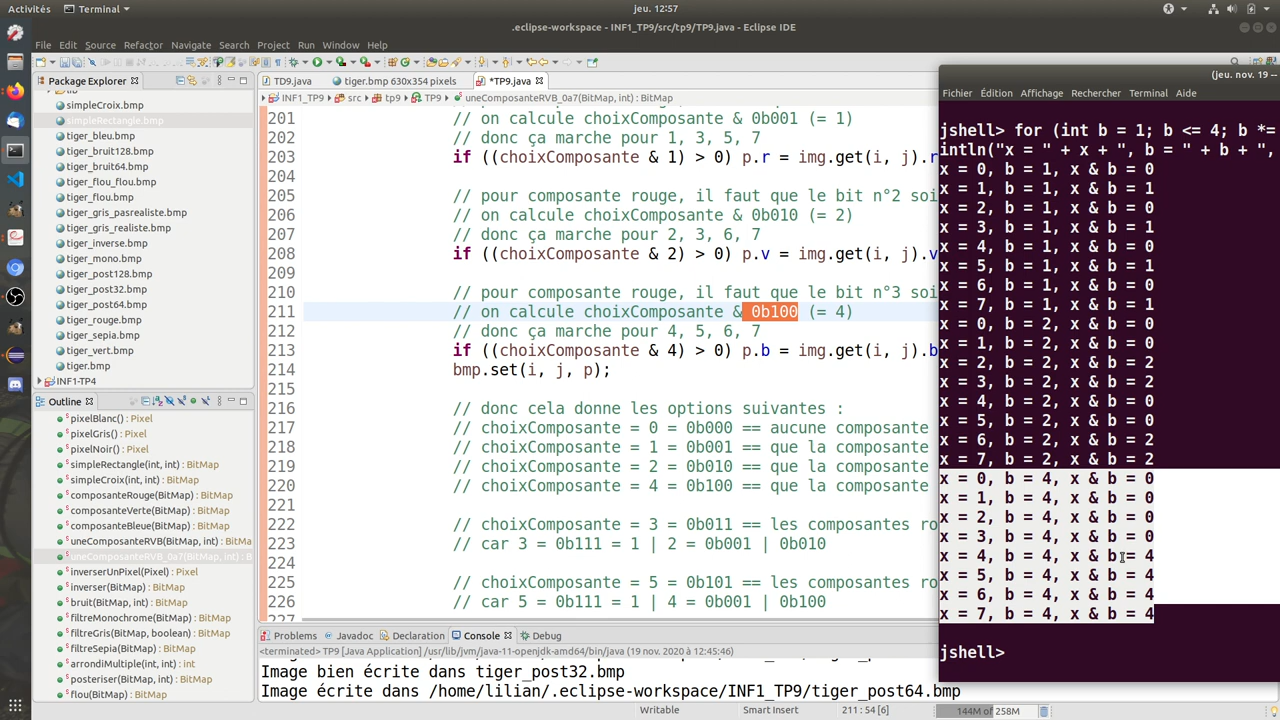 Activités
Terminal
jeu. 12:57
.eclipse-workspace - INF1_TP9/src/tp9/TP9.java - Eclipse IDE
File Edit Source Refactor Navigate Search Project Run Window Help
Package Explorer
simpleCroix.bmp
simpleRectangle.bmp
tiger_bleu.bmp
tiger_bruit128.bmp
tiger_bruit64.bmp
tiger_flou_flou.bmp
tiger_flou.bmp
tiger_gris_pasrealiste.bmp
tiger_gris_realiste.bmp
tiger_inverse.bmp
tiger_mono.bmp
tiger_post128.bmp
tiger_post32.bmp
tiger_post64.bmp
tiger_rouge.bmp
tiger_sepia.bmp
tiger_vert.bmp
tiger.bmp
INF1-TP4
Outline
pixelBlanc() : Pixel
pixelGris() : Pixel
pixelNoir() : Pixel
simpleRectangle(int, int) : BitMap
simpleCroix(int, int) : BitMap
composanteRouge(BitMap) : BitMap
composanteVerte(BitMap) : BitMap
composanteBleue(BitMap) : BitMap
uneComposanteRVB(BitMap, int) : B
uneComposanteRVB_0a7(BitMap, int) : B
inverserUnPixel(Pixel) : Pixel
inverser(BitMap) : BitMap
bruit(BitMap, int) : BitMap
filtreMonochrome(BitMap) : BitMap
filtreGris(BitMap, boolean) : BitMap
filtreSepia(BitMap) : BitMap
arrondiMultiple(int, int) : int
posteriser(BitMap, int) : BitMap
flou(BitMap) : BitMap
TD9.java
tiger.bmp 630x354 pixels
*TP9.java
INF1_TP9 src tp9 TP9 uneComposanteRVB_0a7(BitMap, int) : BitMap
201 // on calcule choixComposante & 0b001 (= 1)
202 // donc ça marche pour 1, 3, 5, 7
203 if ((choixComposante & 1) > 0) p.r = img.get(i, j).r
204
205 // pour composante rouge, il faut que le bit n°2 soi
206 // on calcule choixComposante & 0b010 (= 2)
207 // donc ça marche pour 2, 3, 6, 7
208 if ((choixComposante & 2) > 0) p.v = img.get(i, j).v
209
210 // pour composante rouge, il faut que le bit n°3 soi
211 // on calcule choixComposante & 0b100 (= 4)
212 // donc ça marche pour 4, 5, 6, 7
213 if ((choixComposante & 4) > 0) p.b = img.get(i, j).b
214 bmp.set(i, j, p);
215
216 // donc cela donne les options suivantes :
217 // choixComposante = 0 = 0b000 == aucune composante
218 // choixComposante = 1 = 0b001 == que la composante
219 // choixComposante = 2 = 0b010 == que la composante
220 // choixComposante = 4 = 0b100 == que la composante
221
222 // choixComposante = 3 = 0b011 == les composantes ro
223 // car 3 = 0b111 = 1 | 2 = 0b001 | 0b010
224
225 // choixComposante = 5 = 0b101 == les composantes ro
226 // car 5 = 0b111 = 1 | 4 = 0b001 | 0b100
Problems Javadoc Declaration Console Debug
<terminated> TP9 [Java Application] /usr/lib/jvm/java-11-openjdk-amd64/bin/java (19 nov. 2020 à 12:45:46)
Image bien écrite dans tiger_post32.bmp
Image écrite dans /home/lilian/.eclipse-workspace/INF1_TP9/tiger_post64.bmp
Writable Smart Insert 211 : 54 [6] 144M of 258M
(jeu. nov. 19 –
Fichier Édition Affichage Rechercher Terminal Aide
jshell> for (int b = 1; b <= 4; b *=
intln("x = " + x + ", b = " + b + ",
x = 0, b = 1, x & b = 0
x = 1, b = 1, x & b = 1
x = 2, b = 1, x & b = 0
x = 3, b = 1, x & b = 1
x = 4, b = 1, x & b = 0
x = 5, b = 1, x & b = 1
x = 6, b = 1, x & b = 0
x = 7, b = 1, x & b = 1
x = 0, b = 2, x & b = 0
x = 1, b = 2, x & b = 0
x = 2, b = 2, x & b = 2
x = 3, b = 2, x & b = 2
x = 4, b = 2, x & b = 0
x = 5, b = 2, x & b = 0
x = 6, b = 2, x & b = 2
x = 7, b = 2, x & b = 2
x = 0, b = 4, x & b = 0
x = 1, b = 4, x & b = 0
x = 2, b = 4, x & b = 0
x = 3, b = 4, x & b = 0
x = 4, b = 4, x & b = 4
x = 5, b = 4, x & b = 4
x = 6, b = 4, x & b = 4
x = 7, b = 4, x & b = 4
jshell>